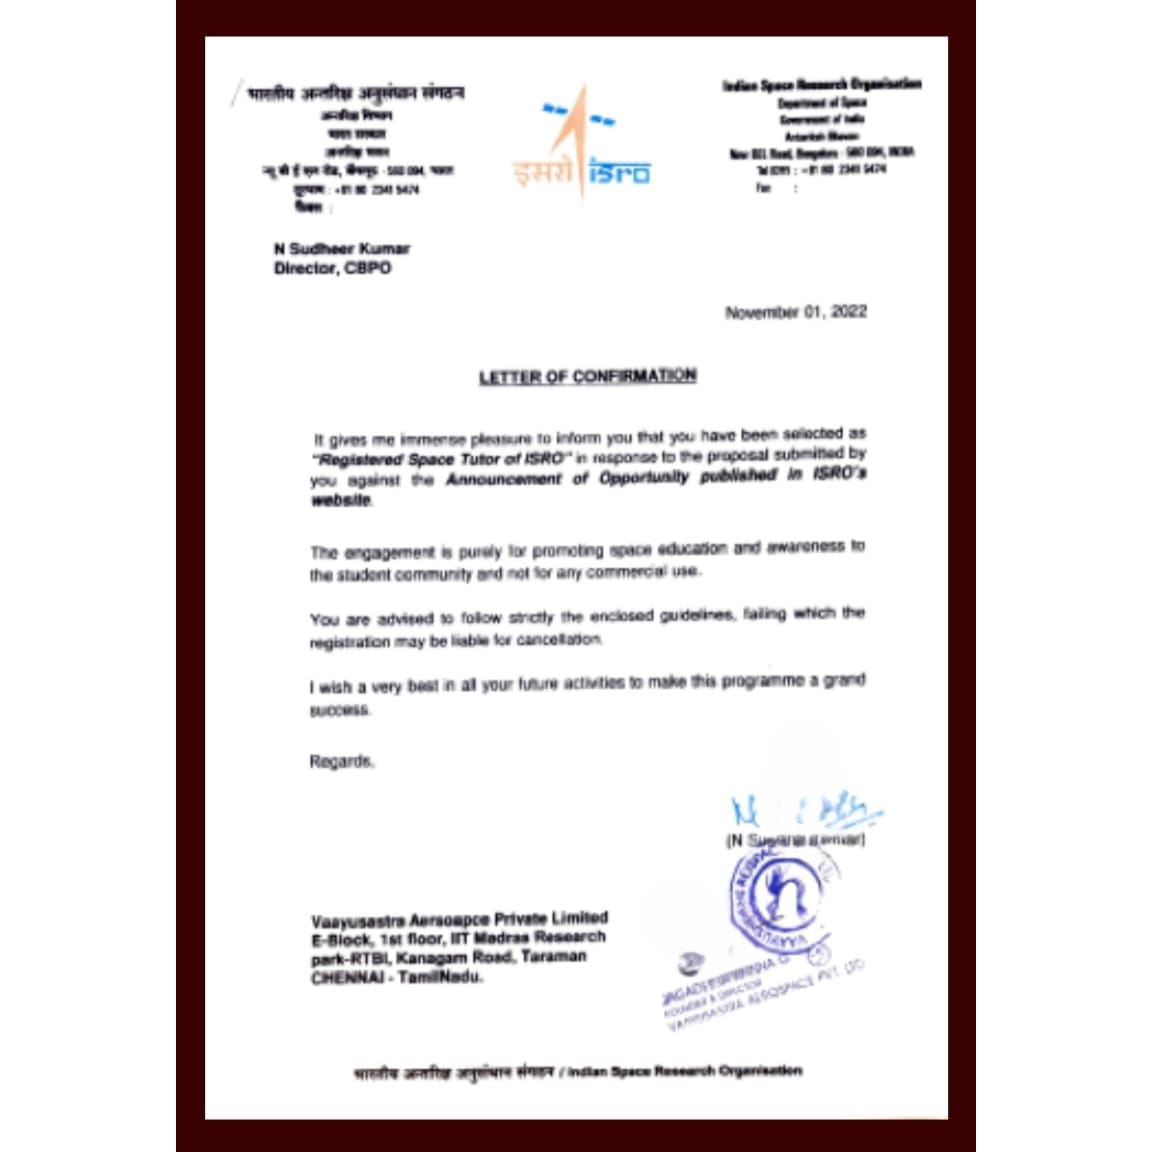 भारतीय अन्तरिक्ष अनुसंधान संगठन
अन्तरिक्ष विभाग
भारत सरकार
अन्तरिक्ष भवन
न्यू बी ई एल रोड, बेंगलूरु - 560 094, भारत
दूरभाष : +91 80 2341 5474
फैक्स :
इसरो isro
Indian Space Research Organisation
Department of Space
Government of India
Antariksh Bhavan
New BEL Road, Bengaluru - 560 094, INDIA
Tel : +91 80 2341 5474
Fax :
N Sudheer Kumar
Director, CBPO
November 01, 2022
LETTER OF CONFIRMATION
It gives me immense pleasure to inform you that you have been selected as
"Registered Space Tutor of ISRO" in response to the proposal submitted by
you against the Announcement of Opportunity published in ISRO's
website.
The engagement is purely for promoting space education and awareness to
the student community and not for any commercial use.
You are advised to follow strictly the enclosed guidelines, failing which the
registration may be liable for cancellation.
I wish a very best in all your future activities to make this programme a grand
success.
Regards,
(N Sudheer Kumar)
Vaayusastra Aersoapce Private Limited
E-Block, 1st floor, IIT Madras Research
park-RTBI, Kanagam Road, Taraman
CHENNAI - TamilNadu.
FOUNDER & DIRECTOR
VAAYUSASTRA AEROSPACE PVT. LTD
भारतीय अन्तरिक्ष अनुसंधान संगठन / Indian Space Research Organisation